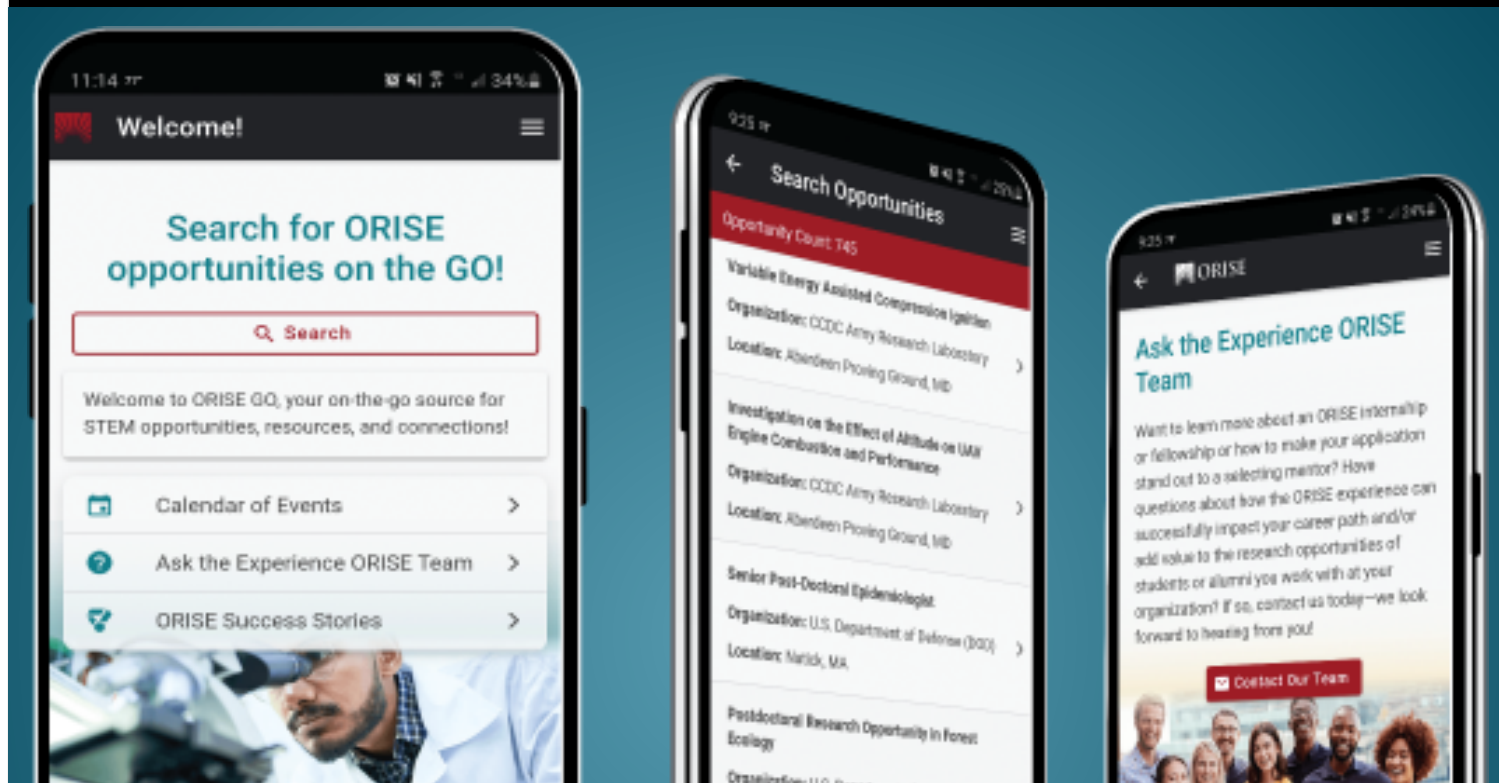 11:14
34%
Welcome!
Search for ORISE
opportunities on the GO!
Search
Welcome to ORISE GO, your on-the-go source for
STEM opportunities, resources, and connections!
Calendar of Events
Ask the Experience ORISE Team
ORISE Success Stories
9:25
Search Opportunities
Opportunity Count: 145
Variable Energy Assisted Compression Ignition
Organization: CCDC Army Research Laboratory
Location: Aberdeen Proving Ground, MD
Investigation on the Effect of Altitude on UAV
Engine Combustion and Performance
Organization: CCDC Army Research Laboratory
Location: Aberdeen Proving Ground, MD
Senior Post-Doctoral Epidemiologist
Organization: U.S. Department of Defense (DOD)
Location: Natick, MA
Postdoctoral Research Opportunity in Forest
Ecology
Organization: U.S.
9:25
ORISE
Ask the Experience ORISE
Team
Want to learn more about an ORISE internship
or fellowship or how to make your application
stand out to a selecting mentor? Have
questions about how the ORISE experience can
successfully impact your career path and/or
add value to the research opportunities of
students or alumni you work with at your
organization? If so, contact us today—we look
forward to hearing from you!
Contact Our Team